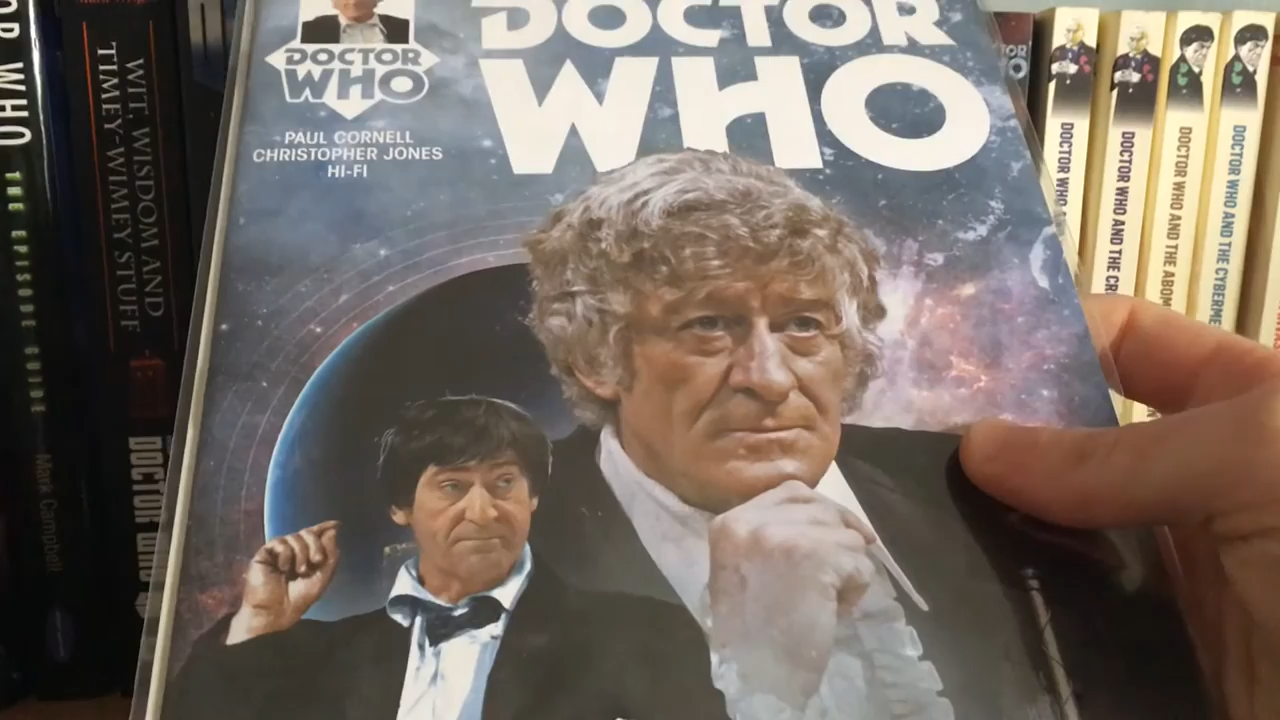 DOCTOR
WHO
PAUL CORNELL
CHRISTOPHER JONES
HI-FI
DOCTOR
WHO
WHO THE EPISODE GUIDE
Mark Campbell
WIT, WISDOM AND
TIMEY-WIMEY STUFF
DOCTOR WHO
DOCTOR WHO
DOCTOR WHO AND THE CR
DOCTOR WHO AND THE ABOM
DOCTOR WHO AND THE CYBERME